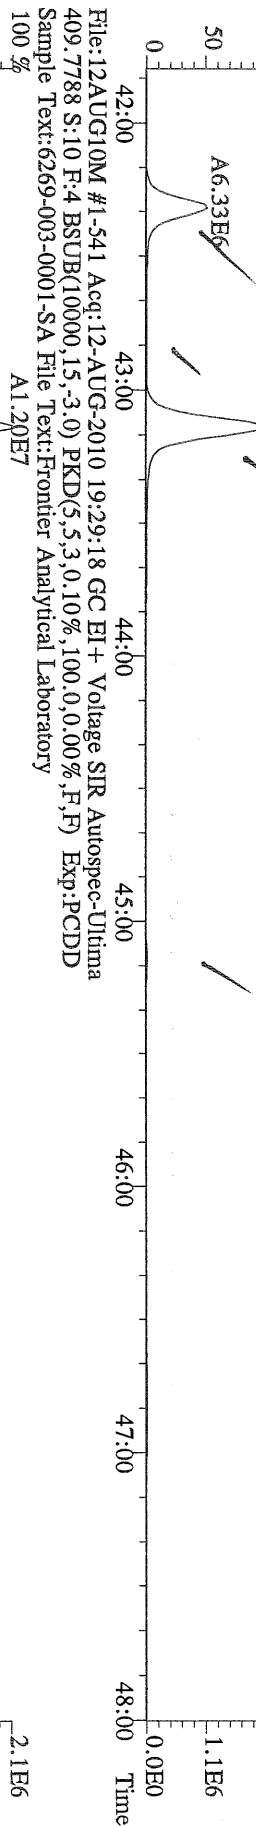 50
A6.33E6
1.1E6
0
0.0E0
42:00 43:00 44:00 45:00 46:00 47:00 48:00 Time
File:12AUG10M #1-541 Acq:12-AUG-2010 19:29:18 GC EI+ Voltage SIR Autospec-Ultima
409.7788 S:10 F:4 BSUB(10000,15,-3.0) PKD(5,5,3,0.10%,100.0,0.00%,F,F) Exp:PCDD
Sample Text:6269-003-0001-SA File Text:Frontier Analytical Laboratory
100 %
A1.20E7
2.1E6